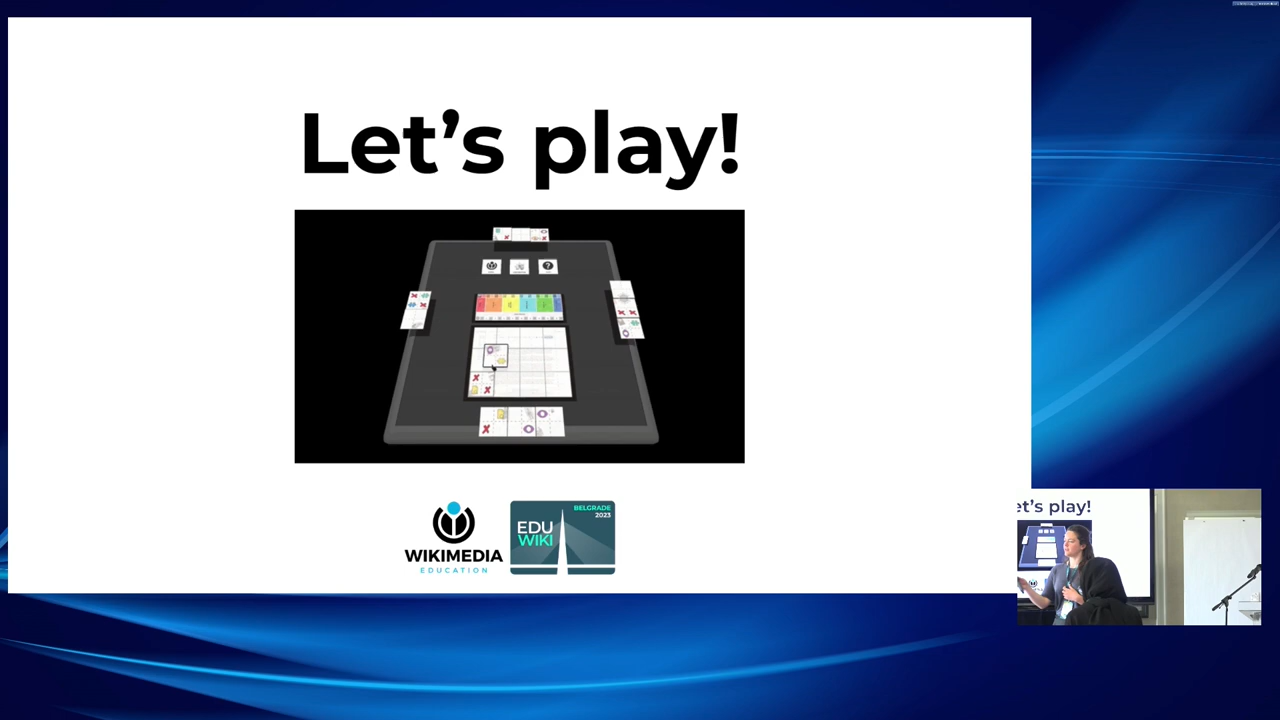 Let's play!
?
WIKIMEDIA
EDUCATION
BELGRADE
2023
EDU
WIKI
et's play!